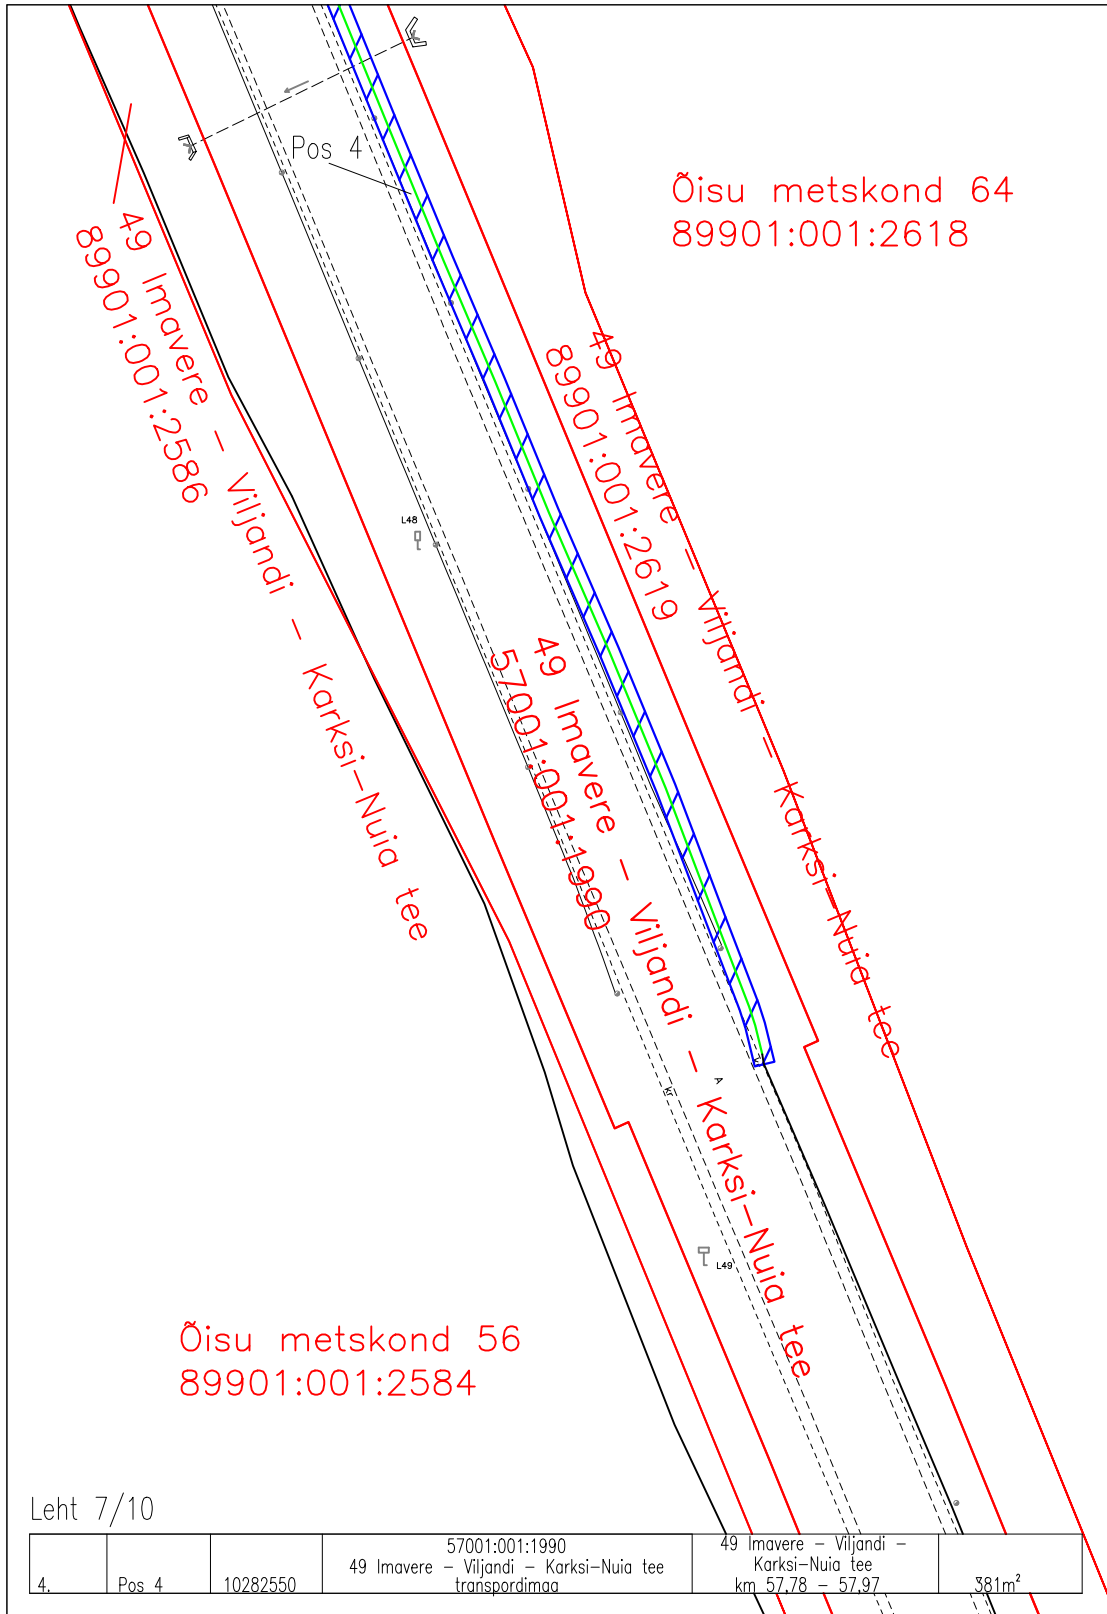 Pos 4
Õisu metskond 64
89901:001:2618
49 Imavere – Viljandi – Karksi–Nuia tee
89901:001:2586
49 Imavere – Viljandi – Karksi–Nuia tee
89901:001:2619
L48
49 Imavere – Viljandi – Karksi–Nuia tee
57001:001:1990
kr
A
L49
Õisu metskond 56
89901:001:2584
Leht 7/10
4.
Pos 4
10282550
57001:001:1990
49 Imavere – Viljandi – Karksi–Nuia tee
transpordimaa
49 Imavere – Viljandi –
Karksi–Nuia tee
km 57,78 – 57,97
381m²